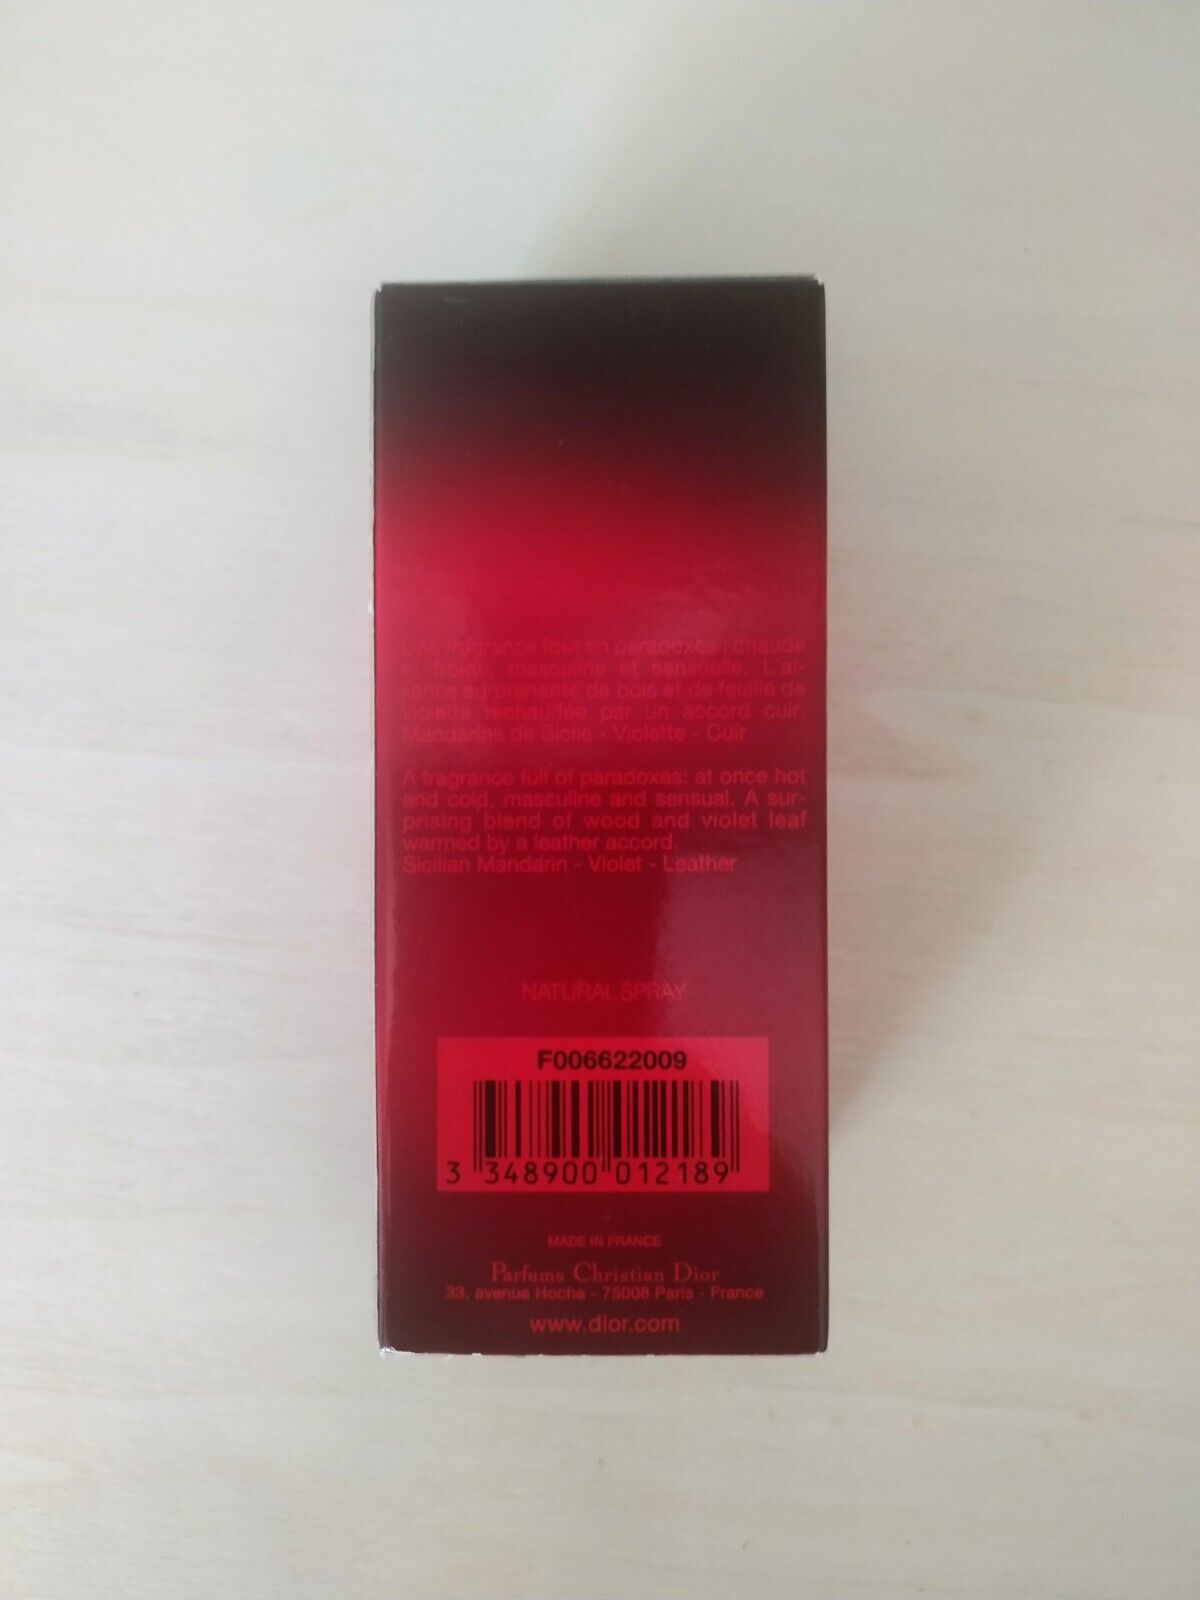 Une fragrance tout en paradoxes : chaude
et froide, masculine et sensuelle. L'al-
liance surprenante de bois et de feuille de
violette réchauffée par un accord cuir.
Mandarine de Sicile - Violette - Cuir
A fragrance full of paradoxes: at once hot
and cold, masculine and sensual. A sur-
prising blend of wood and violet leaf
warmed by a leather accord.
Sicilian Mandarin - Violet - Leather
NATURAL SPRAY
F006622009
3 348900 012189
MADE IN FRANCE
Parfums Christian Dior
33, avenue Hoche - 75008 Paris - France
www.dior.com